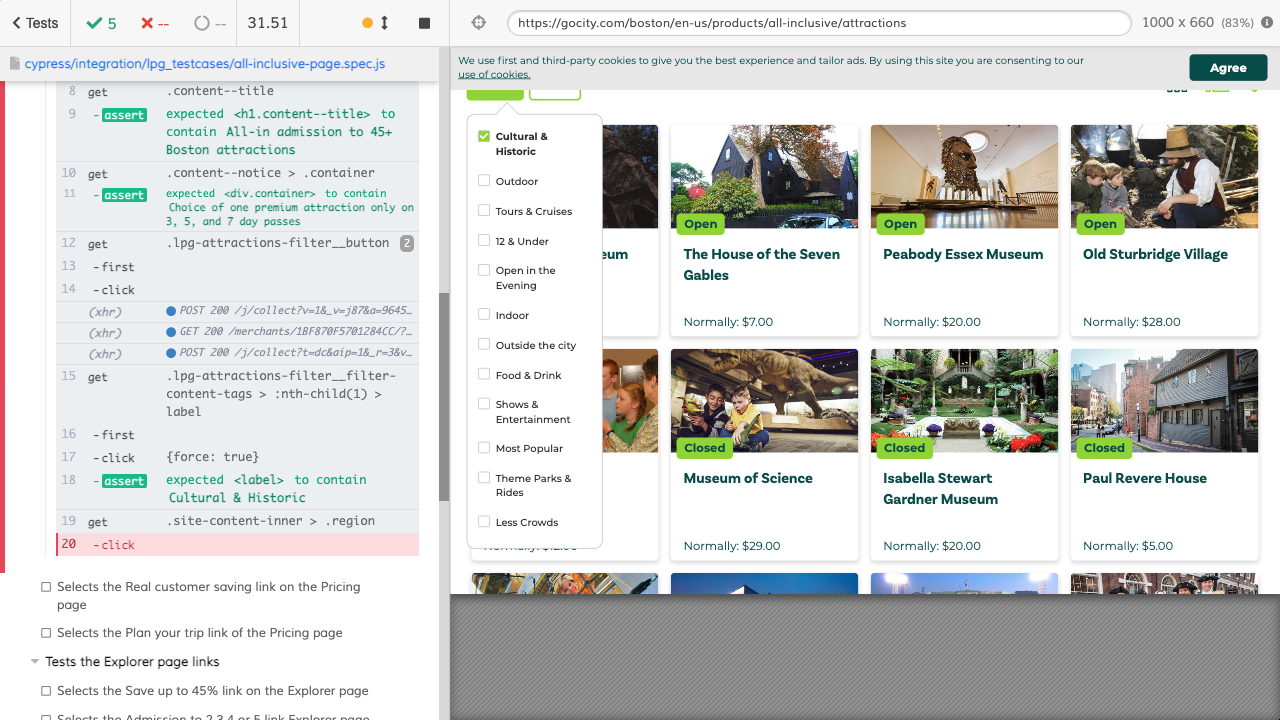 Tests
5
--
--
31.51
https://gocity.com/boston/en-us/products/all-inclusive/attractions
1000 x 660 (83%)
cypress/integration/lpg_testcases/all-inclusive-page.spec.js
8 get .content--title
9 - assert expected <h1.content--title> to
contain All-in admission to 45+
Boston attractions
10 get .content--notice > .container
11 - assert expected <div.container> to contain
Choice of one premium attraction only on
3, 5, and 7 day passes
12 get .lpg-attractions-filter__button 2
13 - first
14 - click
(xhr) POST 200 /j/collect?v=1&_v=j87&a=9645...
(xhr) GET 200 /merchants/1BF870F5701284CC/?...
(xhr) POST 200 /j/collect?t=dc&aip=1&_r=3&v...
15 get .lpg-attractions-filter__filter-
content-tags > :nth-child(1) >
label
16 - first
17 - click {force: true}
18 - assert expected <label> to contain
Cultural & Historic
19 get .site-content-inner > .region
20 - click
Selects the Real customer saving link on the Pricing
page
Selects the Plan your trip link of the Pricing page
Tests the Explorer page links
Selects the Save up to 45% link on the Explorer page
Selects the Admission to 2,3,4 or 5 link Explorer page
We use first and third-party cookies to give you the best experience and tailor ads. By using this site you are consenting to our
use of cookies.
Agree
Cultural &
Historic
Outdoor
Tours & Cruises
12 & Under
Open in the
Evening
Indoor
Outside the city
Food & Drink
Shows &
Entertainment
Most Popular
Theme Parks &
Rides
Less Crowds
eum
Open
The House of the Seven
Gables
Normally: $7.00
Open
Peabody Essex Museum
Normally: $20.00
Open
Old Sturbridge Village
Normally: $28.00
Closed
Museum of Science
Normally: $29.00
Closed
Isabella Stewart
Gardner Museum
Normally: $20.00
Closed
Paul Revere House
Normally: $5.00